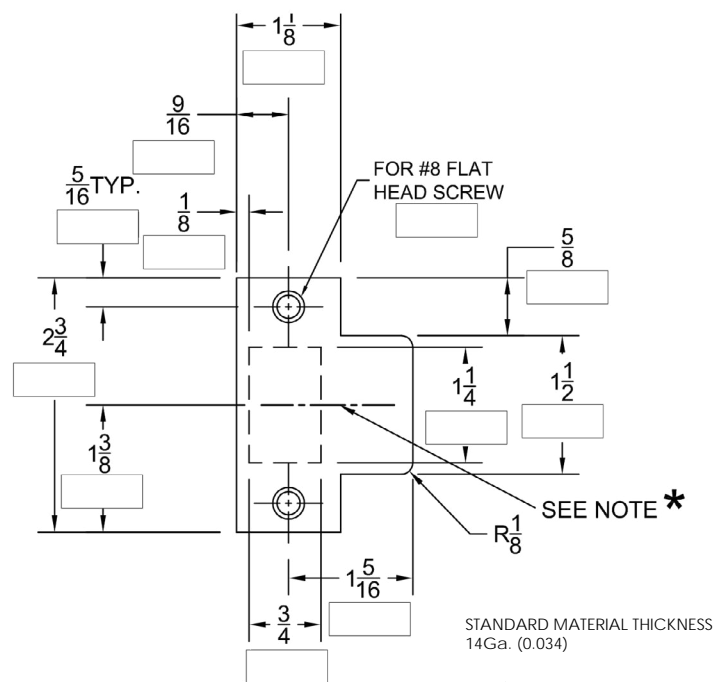 1 1/8
9/16
5/16 TYP.
1/8
FOR #8 FLAT
HEAD SCREW
5/8
2 3/4
1 1/4
1 1/2
1 3/8
SEE NOTE *
R1/8
1 5/16
3/4
STANDARD MATERIAL THICKNESS
14Ga. (0.034)